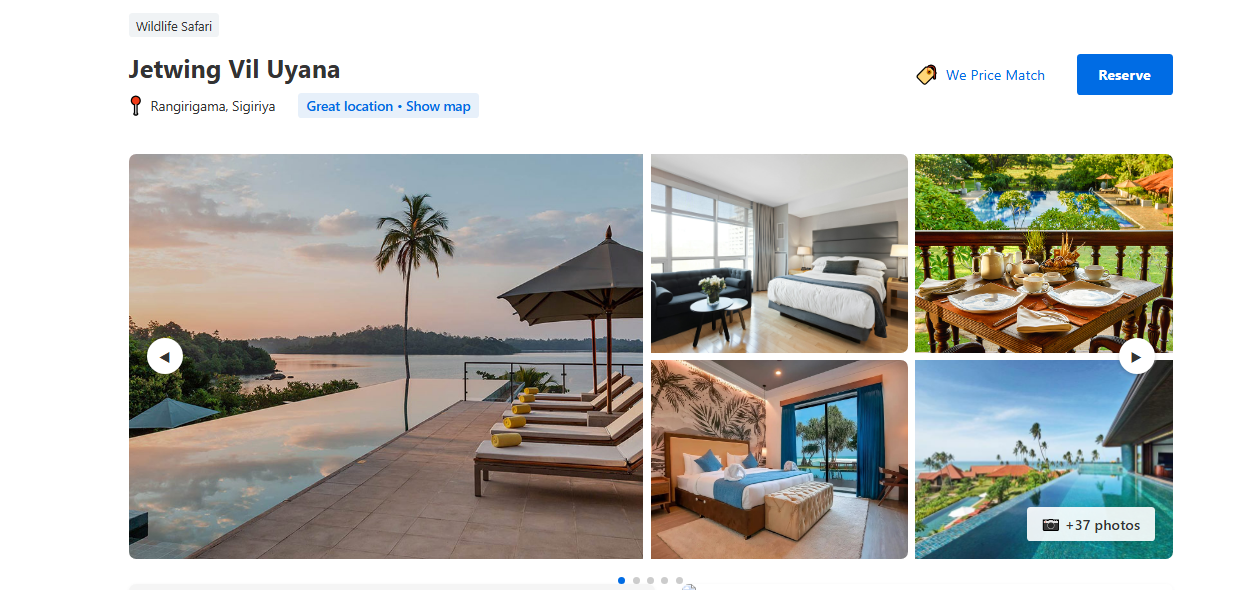 Wildlife Safari
Jetwing Vil Uyana
We Price Match
Reserve
Rangirigama, Sigiriya
Great location • Show map
+37 photos